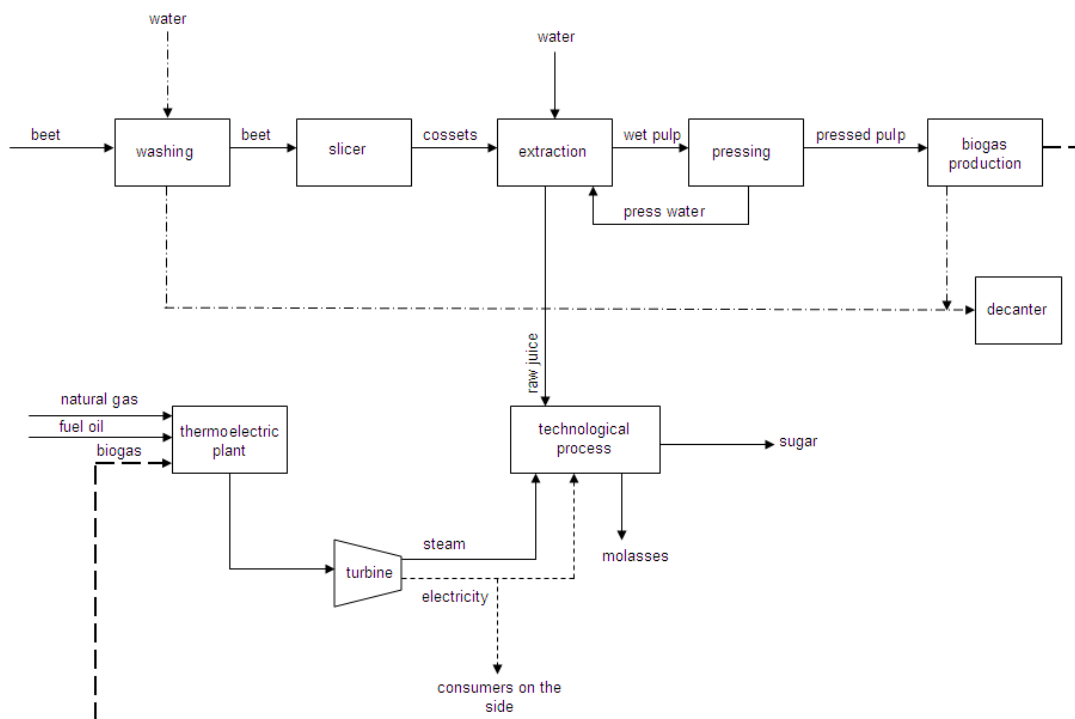 water
water
beet
beet
cossets
wet pulp
pressed pulp
washing
slicer
extraction
pressing
biogas
production
press water
decanter
raw juice
natural gas
fuel oil
biogas
thermoelectric
plant
technological
process
sugar
steam
molasses
turbine
electricity
consumers on the
side